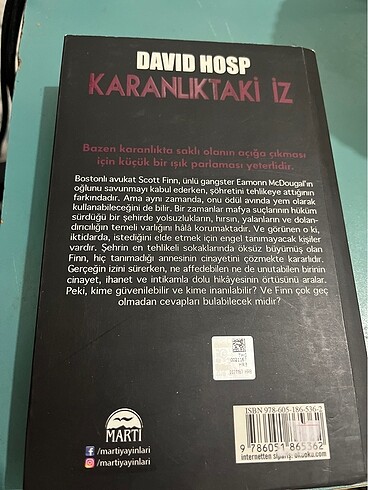 DAVID HOSP
KARANLIKTAKİ İZ
Bazen karanlıkta saklı olanın açığa çıkması
için küçük bir ışık parlaması yeterlidir.
Bostonlı avukat Scott Finn, ünlü gangster Eamonn McDougal'ın
oğlunu savunmayı kabul ederken, şöhretini tehlikeye attığının
farkındadır. Ama aynı zamanda, onu ödül avında yem olarak
kullanabileceğini de bilir. Bir zamanlar mafya suçlarının hüküm
sürdüğü bir şehirde yolsuzlukların, hırsın, yalanların ve dolan-
dırıcılığın temeli varlığını hâlâ korumaktadır. Ve görünen o ki,
iktidarda, istediğini elde etmek için engel tanımayacak kişiler
vardır. Şehrin en tehlikeli sokaklarında öksüz büyümüş olan
Finn, hiç tanımadığı annesinin cinayetini çözmekte kararlıdır.
Gerçeğin izini sürerken, ne affedebilen ne de unutabilen birinin
cinayet, ihanet ve intikamla dolu hikâyesinin örtüsünü aralar.
Peki, kime güvenilebilir ve kime inanılabilir? Ve Finn çok geç
olmadan cevapları bulabilecek midir?
MARTI
/martiyayinlari
/martiyayinlari
ISBN 978-605-186-536-2
9 786051 865362
internetten sipariş: